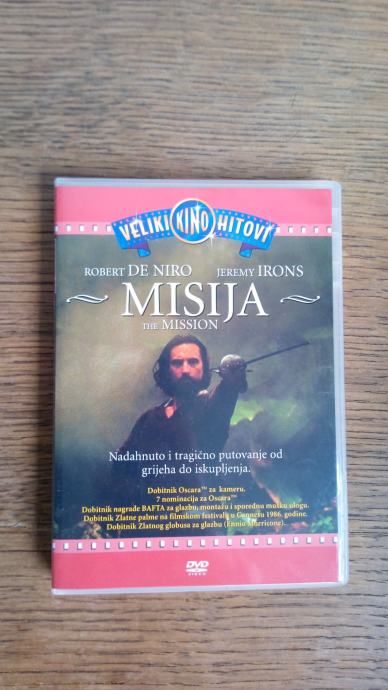 VELIKI KINO HITOVI
ROBERT DE NIRO JEREMY IRONS
~ MISIJA ~
THE MISSION
Nadahnuto i tragično putovanje od
grijeha do iskupljenja.
Dobitnik Oscara™ za kameru.
7 nominacija za Oscara™
Dobitnik nagrade BAFTA za glazbu, montažu i sporednu mušku ulogu.
Dobitnik Zlatne palme na filmskom festivalu u Cannesu 1986. godine.
Dobitnik Zlatnog globusa za glazbu (Ennio Morricone).
DVD
VIDEO